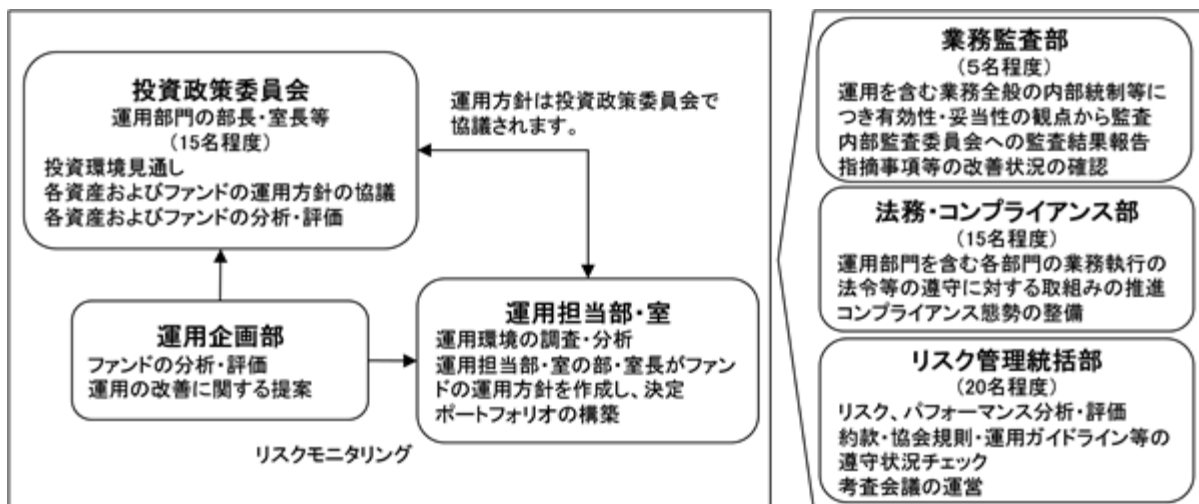 投資政策委員会
運用部門の部長・室長等
(15名程度)
投資環境見通し
各資産およびファンドの運用方針の協議
各資産およびファンドの分析・評価
運用方針は投資政策委員会で
協議されます。
運用企画部
ファンドの分析・評価
運用の改善に関する提案
運用担当部・室
運用環境の調査・分析
運用担当部・室の部・室長がファン
ドの運用方針を作成し、決定
ポートフォリオの構築
リスクモニタリング
業務監査部
(5名程度)
運用を含む業務全般の内部統制等に
つき有効性・妥当性の観点から監査
内部監査委員会への監査結果報告
指摘事項等の改善状況の確認
法務・コンプライアンス部
(15名程度)
運用部門を含む各部門の業務執行の
法令等の遵守に対する取組みの推進
コンプライアンス態勢の整備
リスク管理統括部
(20名程度)
リスク、パフォーマンス分析・評価
約款・協会規則・運用ガイドライン等の
遵守状況チェック
考査会議の運営